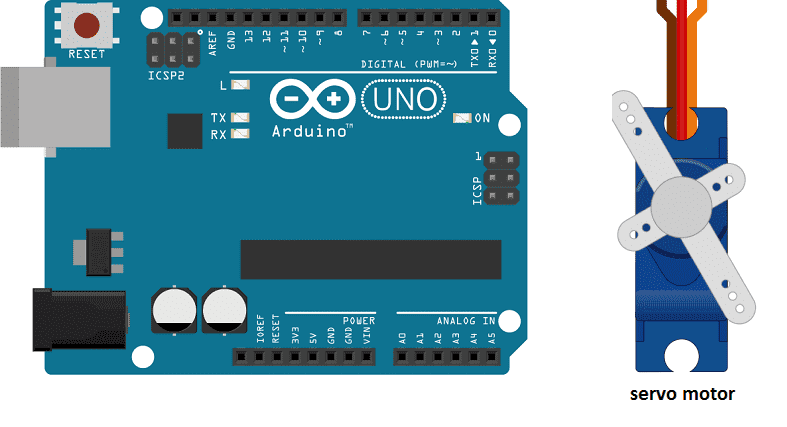 RESET
ICSP2
AREF
GND
13
12
~11
~10
~9
8
7
~6
~5
4
~3
2
TX0▶1
RX0◀0
DIGITAL (PWM=~)
L
TX
RX
UNO
Arduino™
ON
1
ICSP
IOREF
RESET
3V3
5V
GND
GND
VIN
POWER
ANALOG IN
A0
A1
A2
A3
A4
A5
servo motor